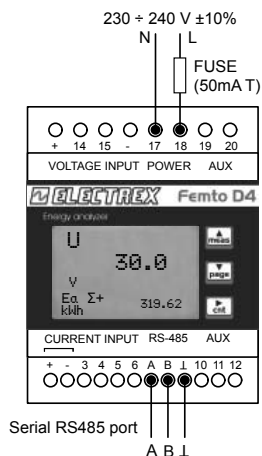 230 ÷ 240 V ±10%
N L
FUSE
(50mA T)
+ 14 15 - 17 18 19 20
VOLTAGE INPUT POWER AUX
ELECTREX Femto D4
Energy analyzer
meas
U
30.0
page
V
Ea Σ+
kWh 319.62
cnt
CURRENT INPUT RS-485 AUX
+ - 3 4 5 6 A B ⊥ 10 11 12
Serial RS485 port
A B ⊥